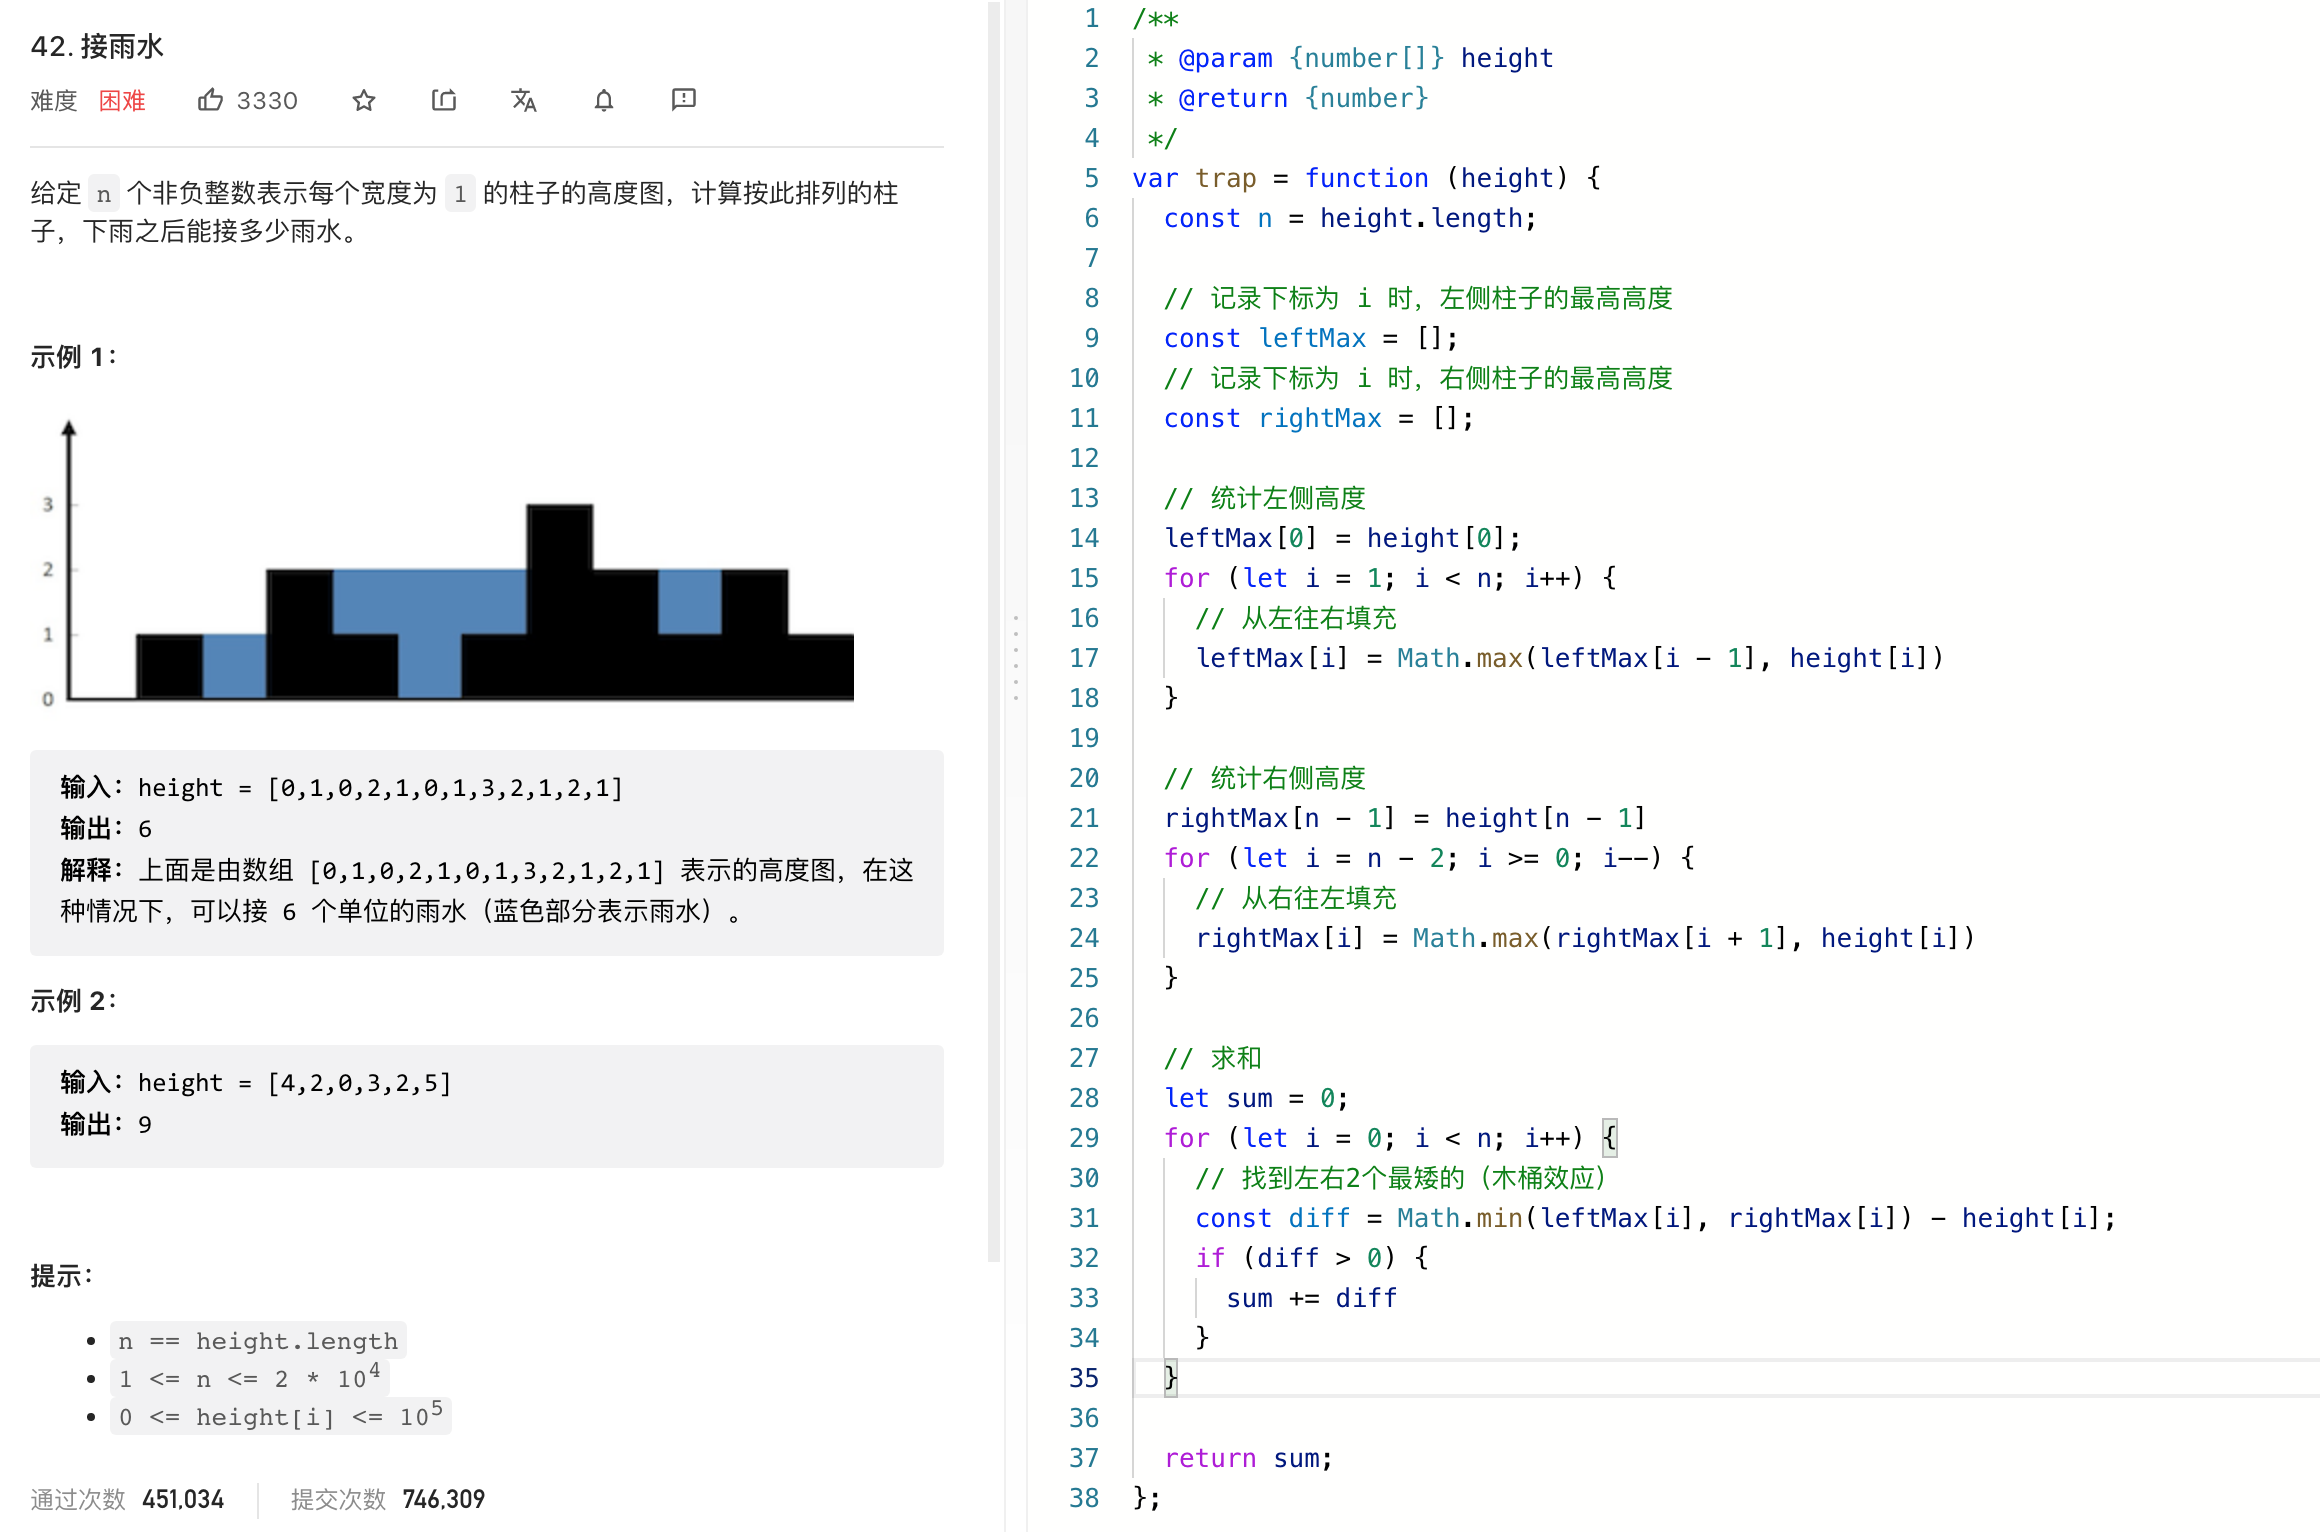 42. 接雨水
难度 困难 3330
给定 n 个非负整数表示每个宽度为 1 的柱子的高度图，计算按此排列的柱
子，下雨之后能接多少雨水。
示例 1：
3
2
1
0
输入：height = [0,1,0,2,1,0,1,3,2,1,2,1]
输出：6
解释：上面是由数组 [0,1,0,2,1,0,1,3,2,1,2,1] 表示的高度图，在这
种情况下，可以接 6 个单位的雨水（蓝色部分表示雨水）。
示例 2：
输入：height = [4,2,0,3,2,5]
输出：9
提示：
n == height.length
1 <= n <= 2 * 10^4
0 <= height[i] <= 10^5
通过次数 451,034 提交次数 746,309
1 /**
2  * @param {number[]} height
3  * @return {number}
4  */
5 var trap = function (height) {
6   const n = height.length;
7
8   // 记录下标为 i 时，左侧柱子的最高高度
9   const leftMax = [];
10   // 记录下标为 i 时，右侧柱子的最高高度
11   const rightMax = [];
12
13   // 统计左侧高度
14   leftMax[0] = height[0];
15   for (let i = 1; i < n; i++) {
16     // 从左往右填充
17     leftMax[i] = Math.max(leftMax[i - 1], height[i])
18   }
19
20   // 统计右侧高度
21   rightMax[n - 1] = height[n - 1]
22   for (let i = n - 2; i >= 0; i--) {
23     // 从右往左填充
24     rightMax[i] = Math.max(rightMax[i + 1], height[i])
25   }
26
27   // 求和
28   let sum = 0;
29   for (let i = 0; i < n; i++) {
30     // 找到左右2个最矮的（木桶效应）
31     const diff = Math.min(leftMax[i], rightMax[i]) - height[i];
32     if (diff > 0) {
33       sum += diff
34     }
35   }
36
37   return sum;
38 };